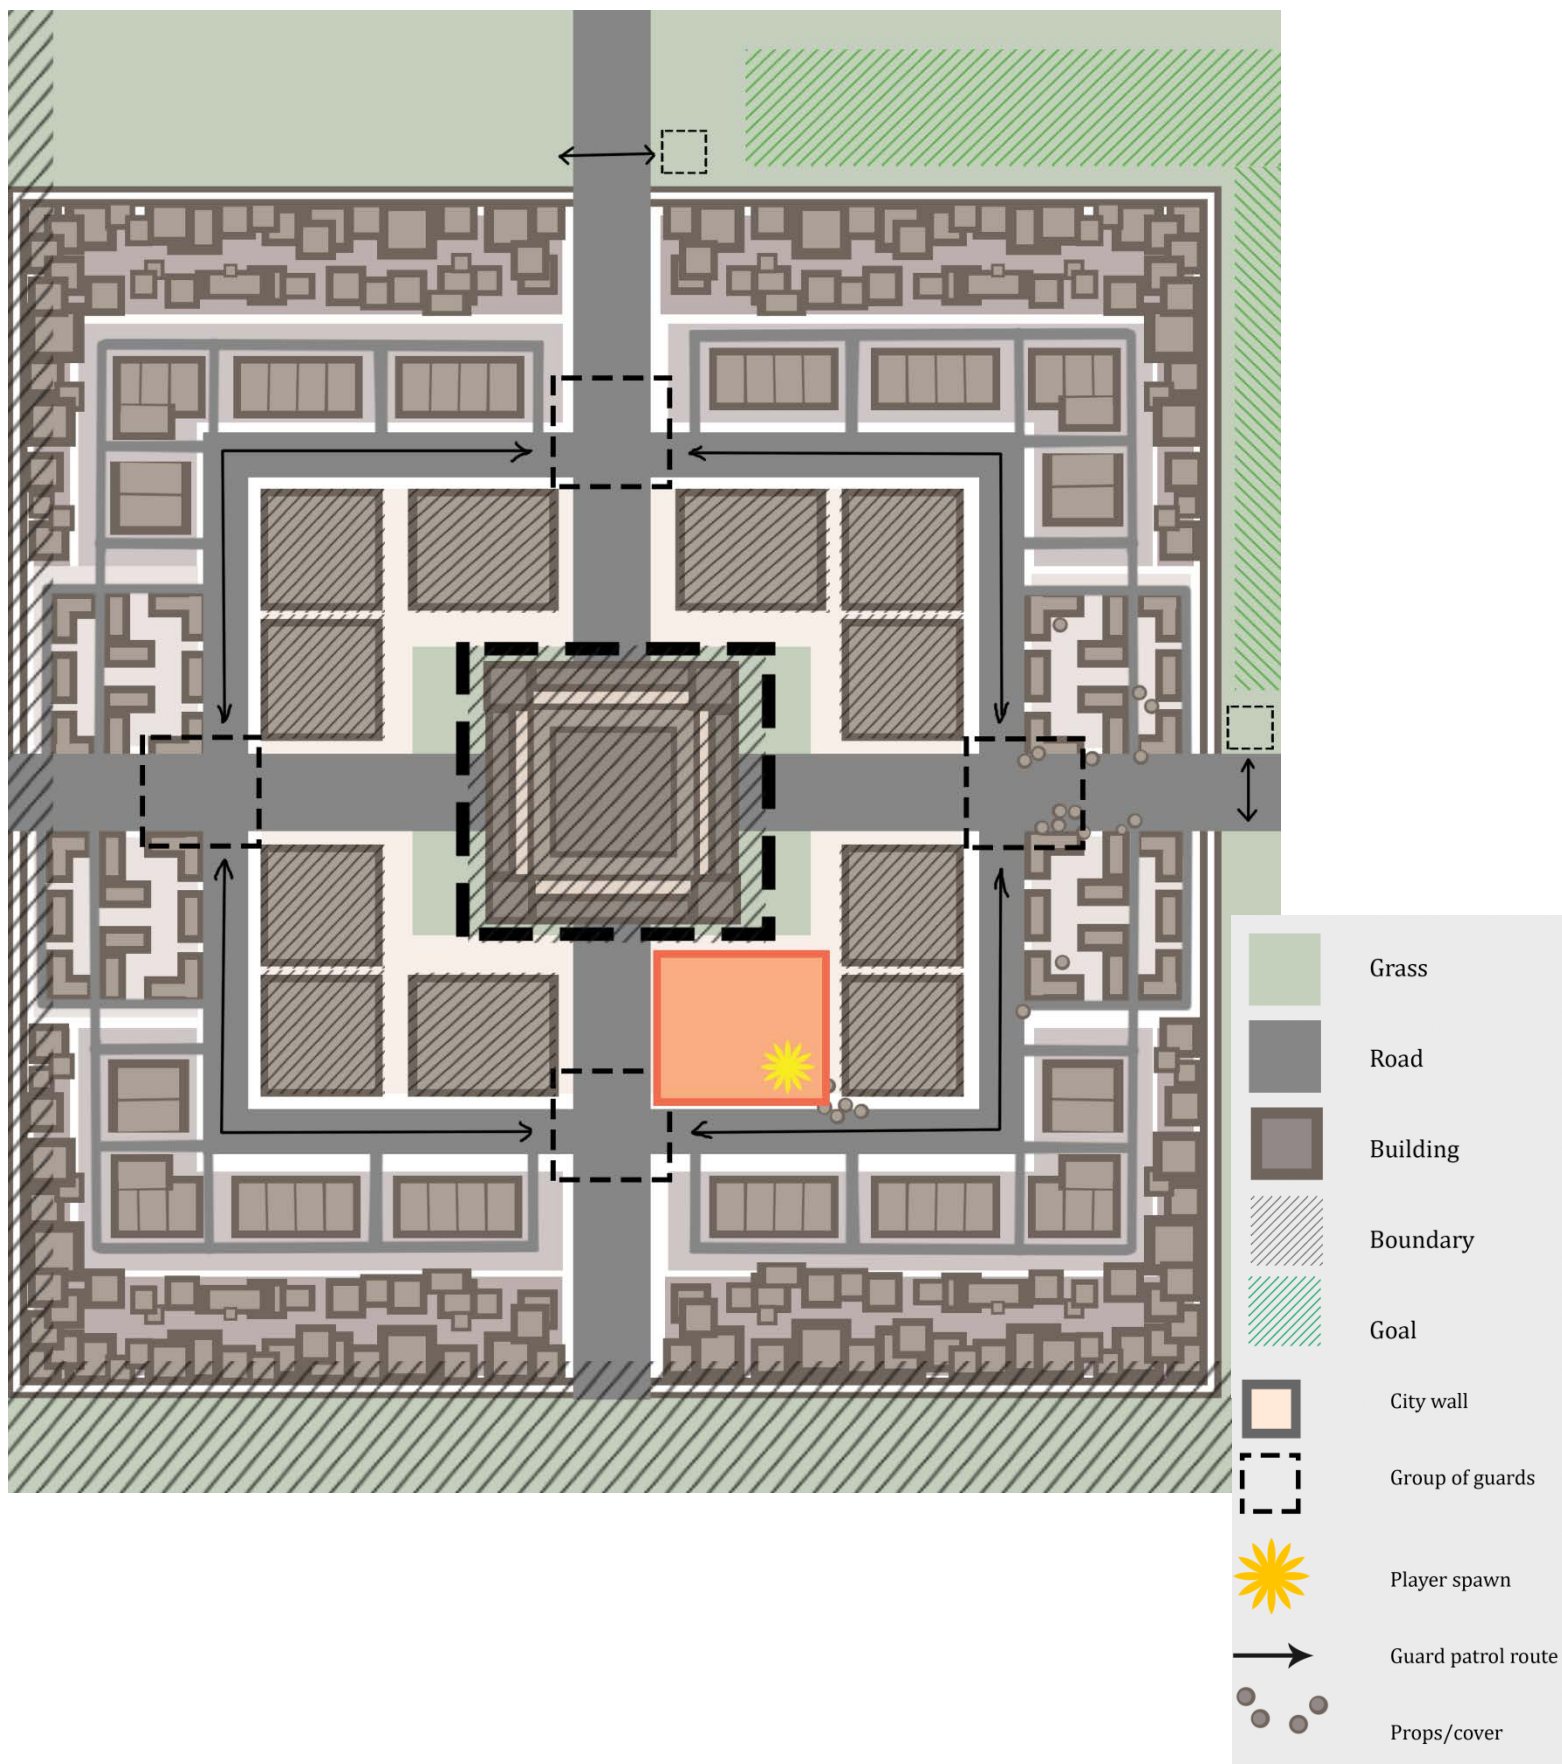 Grass
Road
Building
Boundary
Goal
City wall
Group of guards
Player spawn
Guard patrol route
Props/cover